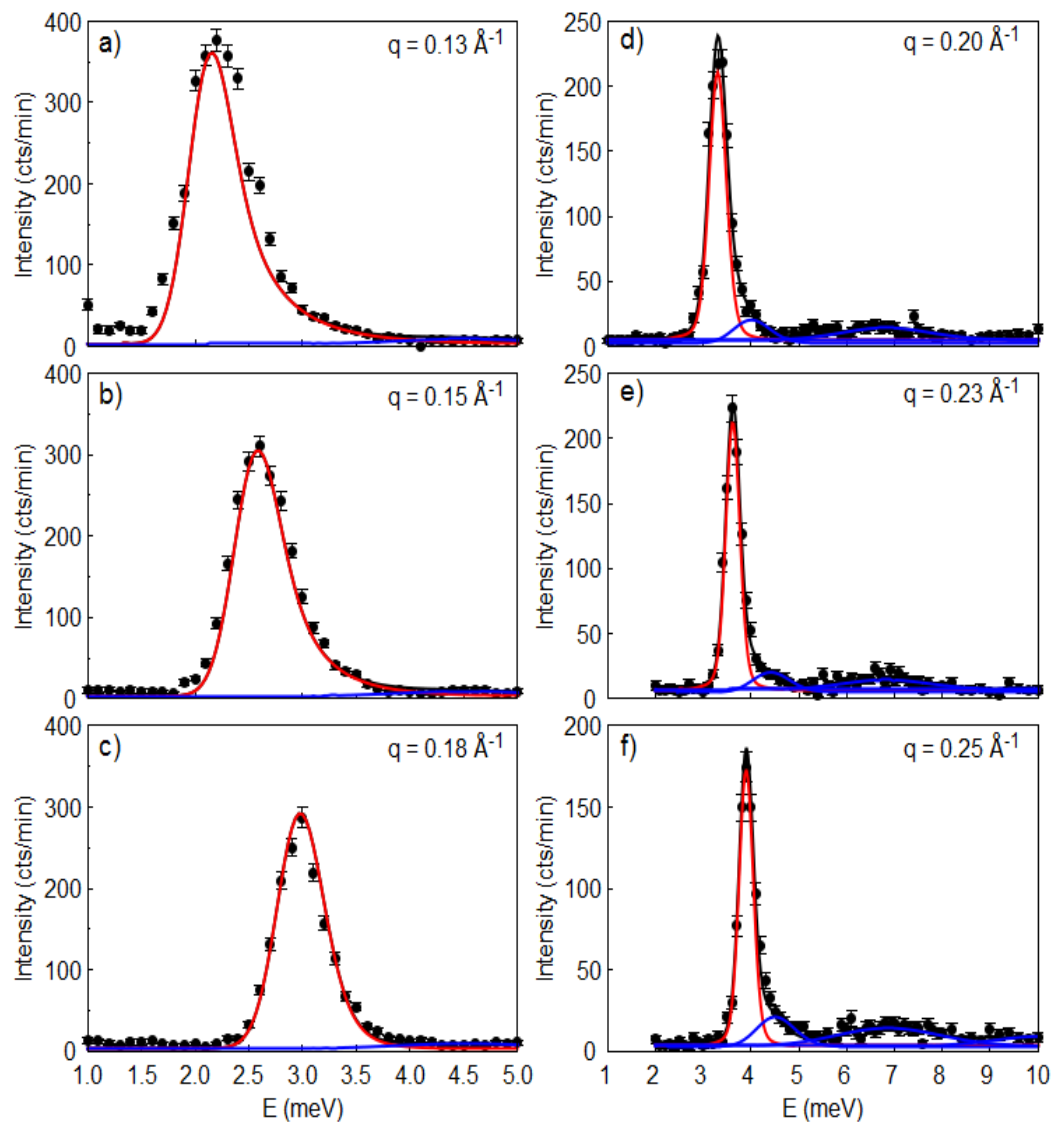 a)
q = 0.13 Å⁻¹
Intensity (cts/min)
400
300
200
100
0
b)
q = 0.15 Å⁻¹
Intensity (cts/min)
400
300
200
100
0
c)
q = 0.18 Å⁻¹
Intensity (cts/min)
400
300
200
100
0
1.0 1.5 2.0 2.5 3.0 3.5 4.0 4.5 5.0
E (meV)
d)
q = 0.20 Å⁻¹
Intensity (cts/min)
250
200
150
100
50
0
e)
q = 0.23 Å⁻¹
Intensity (cts/min)
250
200
150
100
50
0
f)
q = 0.25 Å⁻¹
Intensity (cts/min)
200
150
100
50
0
1 2 3 4 5 6 7 8 9 10
E (meV)